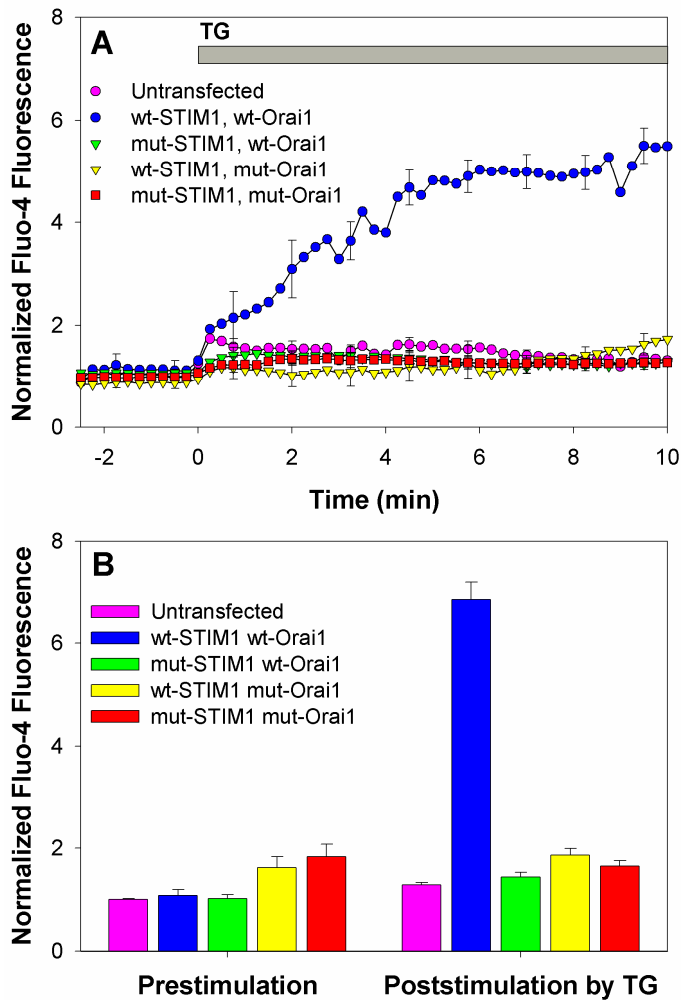 8
TG
A
Untransfected
wt-STIM1, wt-Orai1
mut-STIM1, wt-Orai1
wt-STIM1, mut-Orai1
mut-STIM1, mut-Orai1
6
4
2
0
Normalized Fluo-4 Fluorescence
-2 0 2 4 6 8 10
Time (min)
8
B
Untransfected
wt-STIM1 wt-Orai1
mut-STIM1 wt-Orai1
wt-STIM1 mut-Orai1
mut-STIM1 mut-Orai1
6
4
2
0
Normalized Fluo-4 Fluorescence
Prestimulation Poststimulation by TG